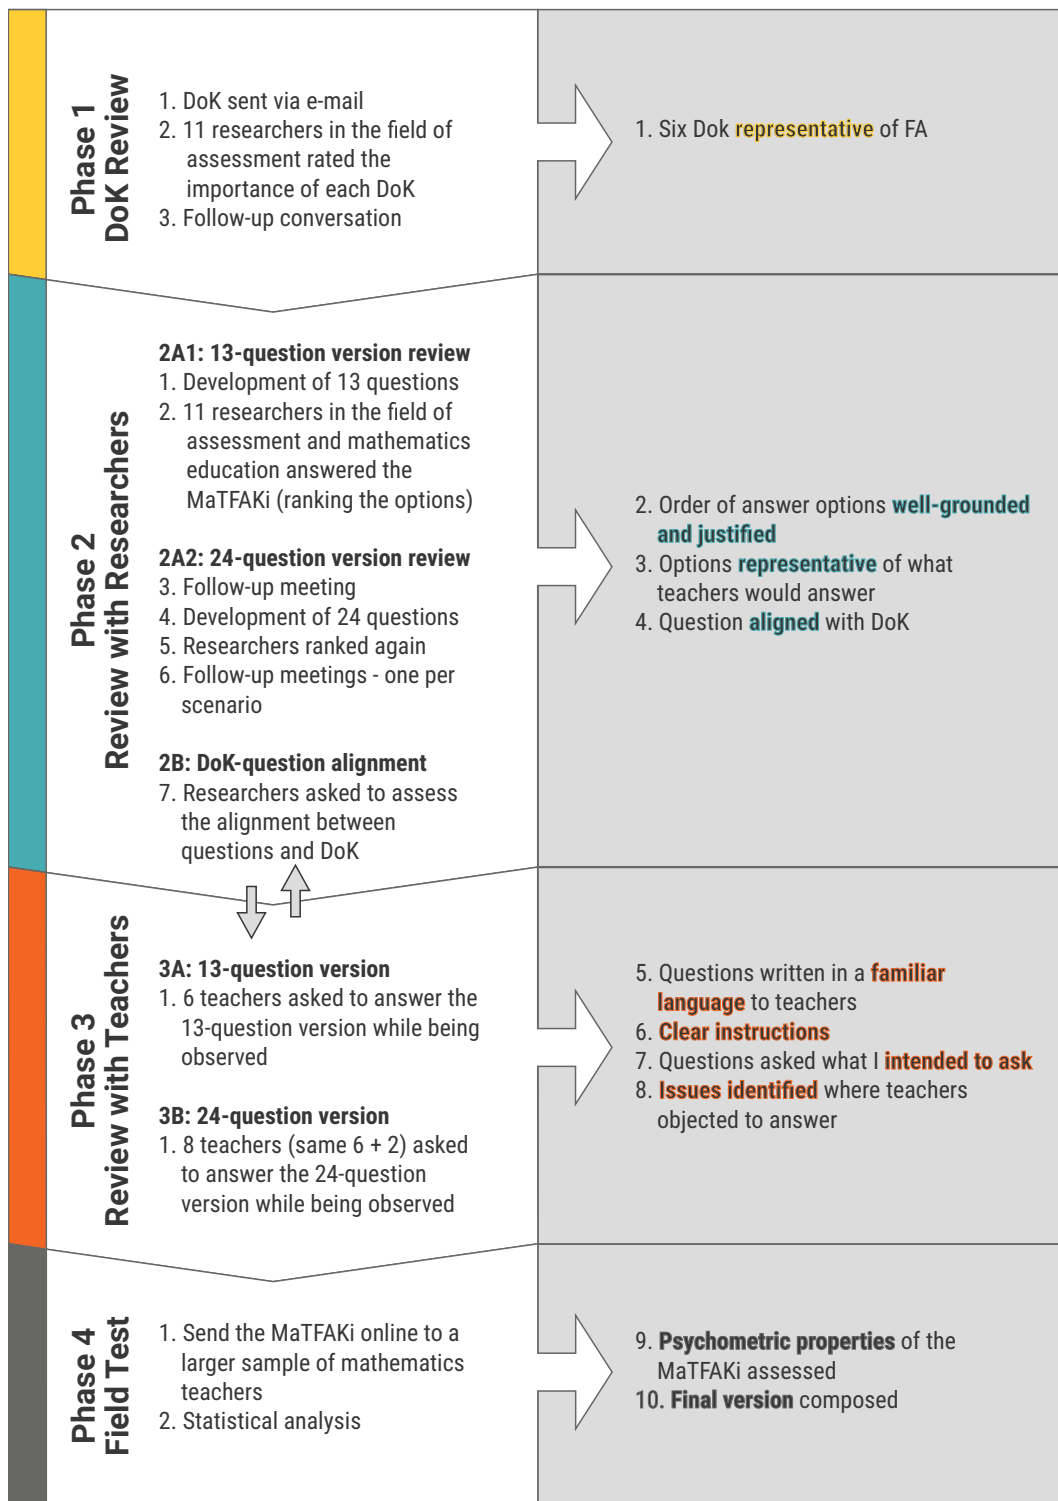 Phase 1
DoK Review
1. DoK sent via e-mail
2. 11 researchers in the field of
assessment rated the
importance of each DoK
3. Follow-up conversation
1. Six Dok representative of FA
Phase 2
Review with Researchers
2A1: 13-question version review
1. Development of 13 questions
2. 11 researchers in the field of
assessment and mathematics
education answered the
MaTFAKi (ranking the options)
2A2: 24-question version review
3. Follow-up meeting
4. Development of 24 questions
5. Researchers ranked again
6. Follow-up meetings - one per
scenario
2B: DoK-question alignment
7. Researchers asked to assess
the alignment between
questions and DoK
2. Order of answer options well-grounded
and justified
3. Options representative of what
teachers would answer
4. Question aligned with DoK
Phase 3
Review with Teachers
3A: 13-question version
1. 6 teachers asked to answer the
13-question version while being
observed
3B: 24-question version
1. 8 teachers (same 6 + 2) asked
to answer the 24-question
version while being observed
5. Questions written in a familiar
language to teachers
6. Clear instructions
7. Questions asked what I intended to ask
8. Issues identified where teachers
objected to answer
Phase 4
Field Test
1. Send the MaTFAKi online to a
larger sample of mathematics
teachers
2. Statistical analysis
9. Psychometric properties of the
MaTFAKi assessed
10. Final version composed